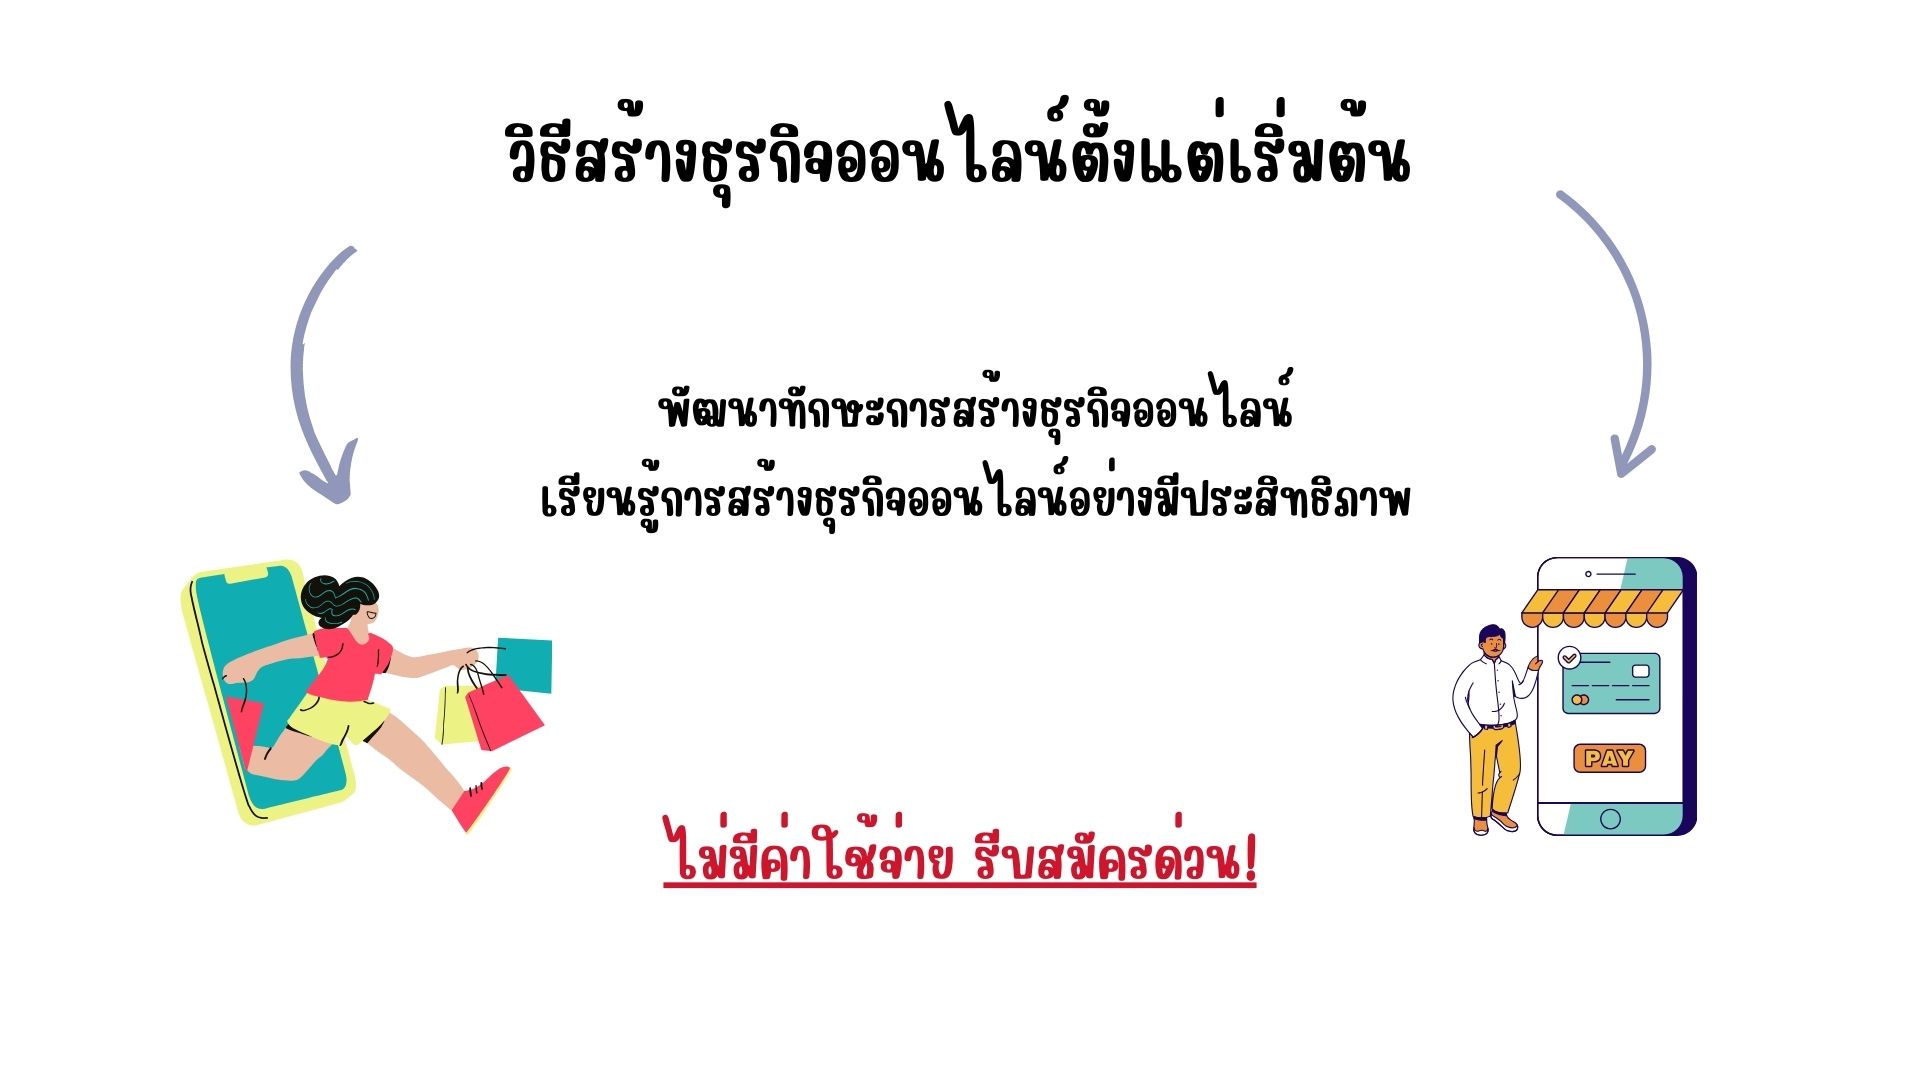 วิธีสร้างธุรกิจออนไลน์ตั้งแต่เริ่มต้น
พัฒนาทักษะการสร้างธุรกิจออนไลน์
เรียนรู้การสร้างธุรกิจออนไลน์อย่างมีประสิทธิภาพ
PAY
ไม่มีค่าใช้จ่าย รีบสมัครด่วน!